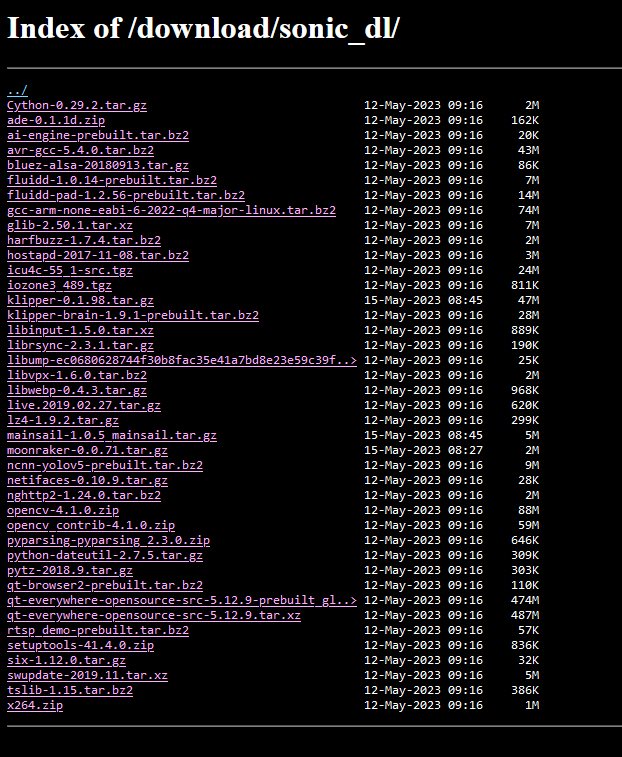 Index of /download/sonic_dl/
../
Cython-0.29.2.tar.gz 12-May-2023 09:16 2M
ade-0.1.1d.zip 12-May-2023 09:16 162K
ai-engine-prebuilt.tar.bz2 12-May-2023 09:16 20K
avr-gcc-5.4.0.tar.bz2 12-May-2023 09:16 43M
bluez-alsa-20180913.tar.gz 12-May-2023 09:16 86K
fluidd-1.0.14-prebuilt.tar.bz2 12-May-2023 09:16 7M
fluidd-pad-1.2.56-prebuilt.tar.bz2 12-May-2023 09:16 14M
gcc-arm-none-eabi-6-2022-q4-major-linux.tar.bz2 12-May-2023 09:16 74M
glib-2.50.1.tar.xz 12-May-2023 09:16 7M
harfbuzz-1.7.4.tar.bz2 12-May-2023 09:16 2M
hostapd-2017-11-08.tar.bz2 12-May-2023 09:16 3M
icu4c-55_1-src.tgz 12-May-2023 09:16 24M
iozone3_489.tgz 12-May-2023 09:16 811K
klipper-0.1.98.tar.gz 15-May-2023 08:45 47M
klipper-brain-1.9.1-prebuilt.tar.bz2 12-May-2023 09:16 28M
libinput-1.5.0.tar.xz 12-May-2023 09:16 889K
librsync-2.3.1.tar.gz 12-May-2023 09:16 190K
libump-ec0680628744f30b8fac35e41a7bd8e23e59c39f..> 12-May-2023 09:16 25K
libvpx-1.6.0.tar.bz2 12-May-2023 09:16 2M
libwebp-0.4.3.tar.gz 12-May-2023 09:16 968K
live.2019.02.27.tar.gz 12-May-2023 09:16 620K
lz4-1.9.2.tar.gz 12-May-2023 09:16 299K
mainsail-1.0.5_mainsail.tar.gz 15-May-2023 08:45 5M
moonraker-0.0.71.tar.gz 15-May-2023 08:27 2M
ncnn-yolov5-prebuilt.tar.bz2 12-May-2023 09:16 9M
netifaces-0.10.9.tar.gz 12-May-2023 09:16 28K
nghttp2-1.24.0.tar.bz2 12-May-2023 09:16 2M
opencv-4.1.0.zip 12-May-2023 09:16 88M
opencv_contrib-4.1.0.zip 12-May-2023 09:16 59M
pyparsing-pyparsing_2.3.0.zip 12-May-2023 09:16 646K
python-dateutil-2.7.5.tar.gz 12-May-2023 09:16 309K
pytz-2018.9.tar.gz 12-May-2023 09:16 303K
qt-browser2-prebuilt.tar.bz2 12-May-2023 09:16 110K
qt-everywhere-opensource-src-5.12.9-prebuilt_gl..> 12-May-2023 09:16 474M
qt-everywhere-opensource-src-5.12.9.tar.xz 12-May-2023 09:16 487M
rtsp_demo-prebuilt.tar.bz2 12-May-2023 09:16 57K
setuptools-41.4.0.zip 12-May-2023 09:16 836K
six-1.12.0.tar.gz 12-May-2023 09:16 32K
swupdate-2019.11.tar.xz 12-May-2023 09:16 5M
tslib-1.15.tar.bz2 12-May-2023 09:16 386K
x264.zip 12-May-2023 09:16 1M